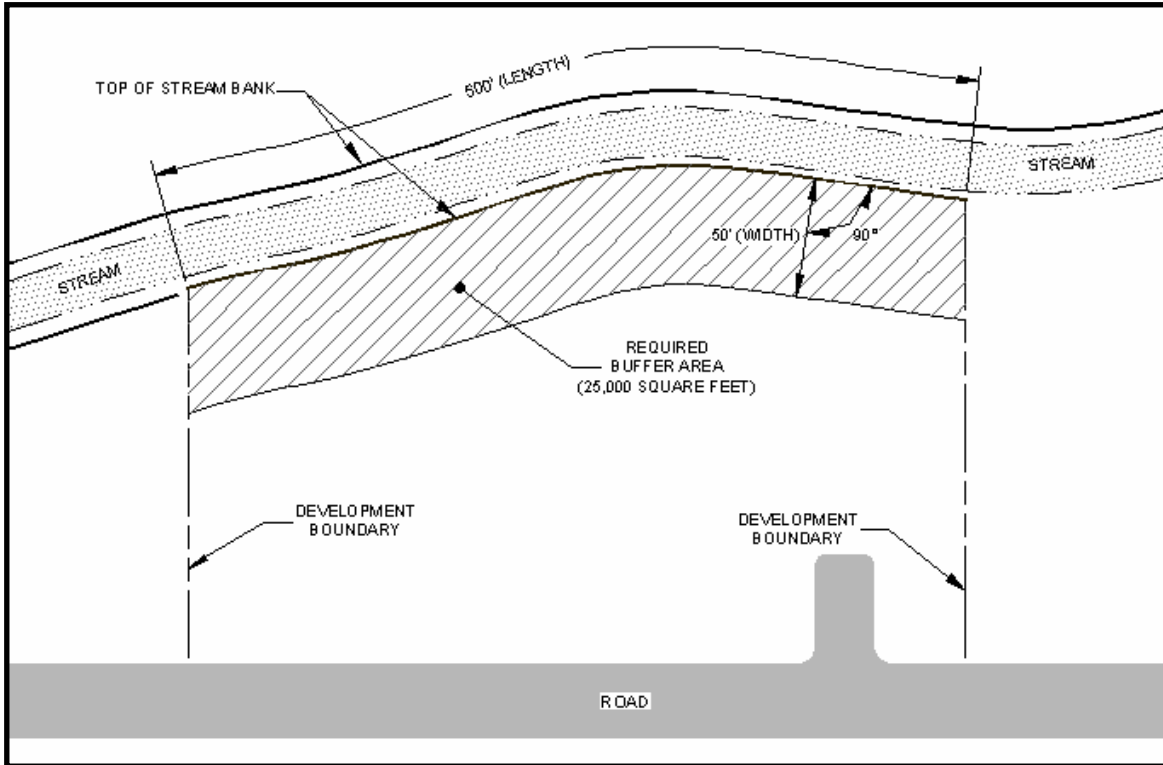 500' (LENGTH)
TOP OF STREAM BANK
STREAM
50' (WIDTH)
90°
STREAM
REQUIRED
BUFFER AREA
(25,000 SQUARE FEET)
DEVELOPMENT
BOUNDARY
DEVELOPMENT
BOUNDARY
ROAD